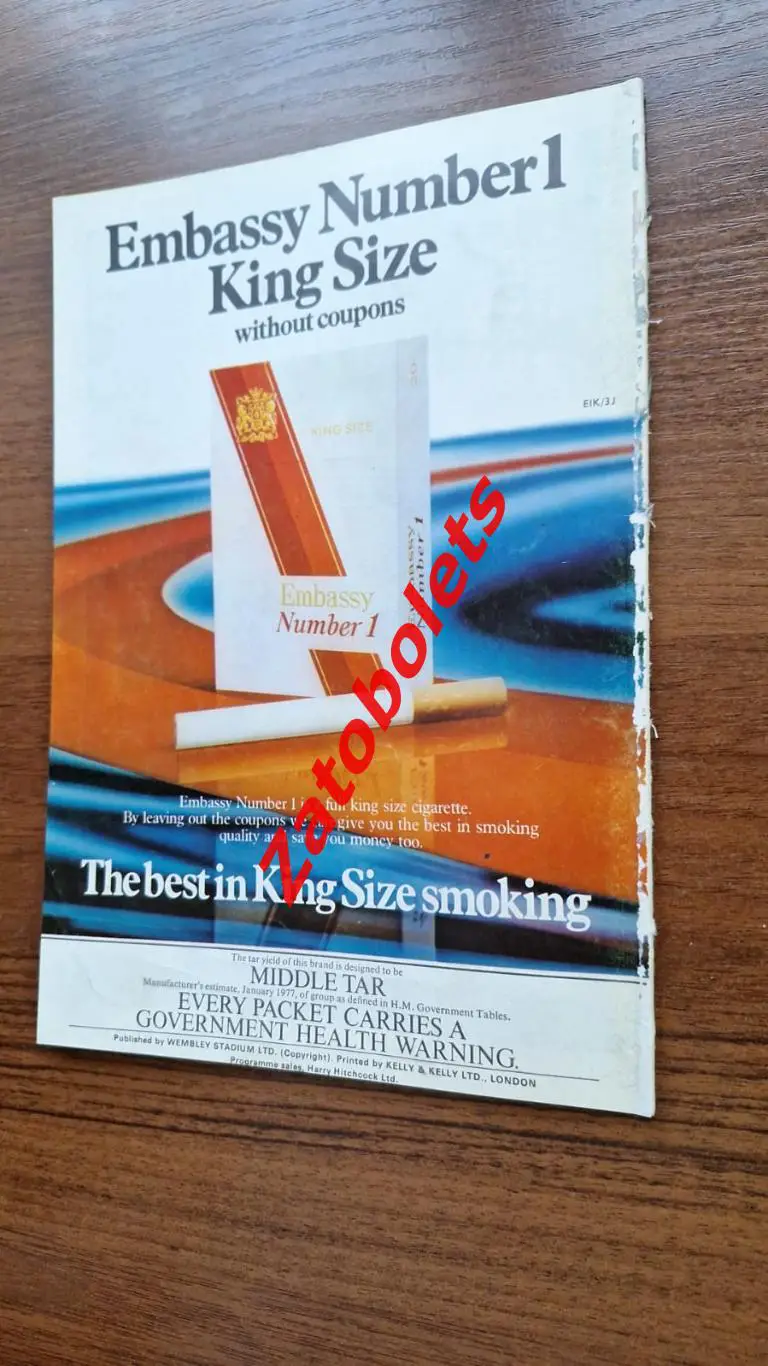 Embassy Number 1
King Size
without coupons
EIK/3J
KING SIZE
Embassy
Number 1
Embassy
Number 1
Zatobolets
Embassy Number 1 is a full king size cigarette.
By leaving out the coupons we can give you the best in smoking
quality and save you money too.
The best in King Size smoking
The tar yield of this brand is designed to be
MIDDLE TAR
Manufacturer's estimate, January 1977, of group as defined in H.M. Government Tables.
EVERY PACKET CARRIES A
GOVERNMENT HEALTH WARNING.
Published by WEMBLEY STADIUM LTD. (Copyright). Printed by KELLY & KELLY LTD., LONDON
Programme sales, Harry Hitchcock Ltd.